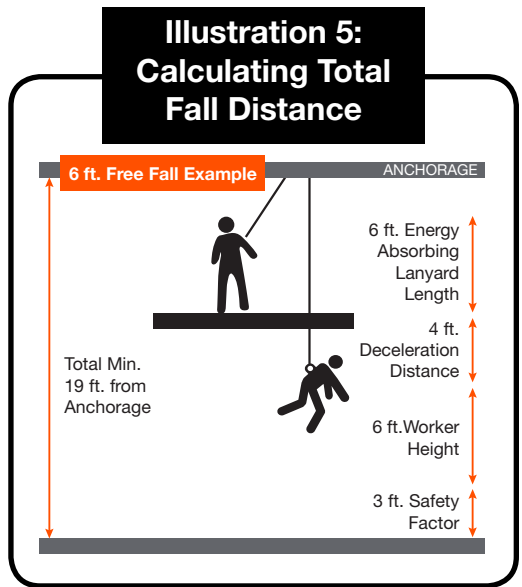 Illustration 5:
Calculating Total
Fall Distance
6 ft. Free Fall Example
ANCHORAGE
6 ft. Energy
Absorbing
Lanyard
Length
4 ft.
Deceleration
Distance
Total Min.
19 ft. from
Anchorage
6 ft.Worker
Height
3 ft. Safety
Factor